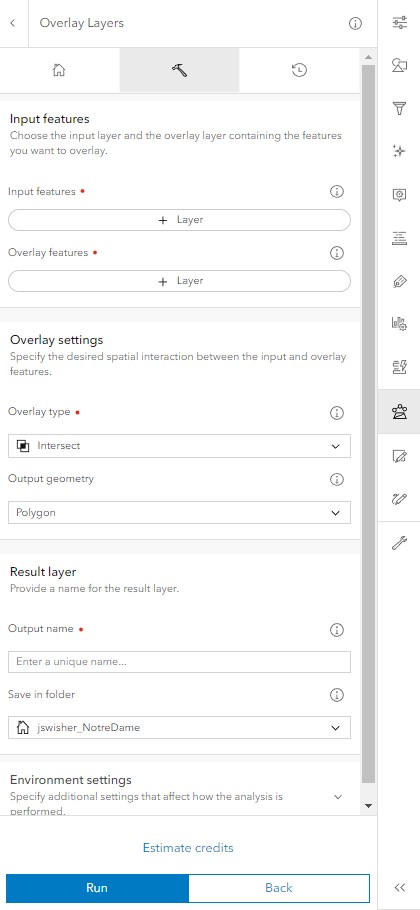 Overlay Layers
Input features
Choose the input layer and the overlay layer containing the features
you want to overlay.
Input features
Layer
Overlay features
Layer
Overlay settings
Specify the desired spatial interaction between the input and overlay
features.
Overlay type
Intersect
Output geometry
Polygon
Result layer
Provide a name for the result layer.
Output name
Enter a unique name...
Save in folder
jswisher_NotreDame
Environment settings
Specify additional settings that affect how the analysis is
performed.
Estimate credits
Run
Back